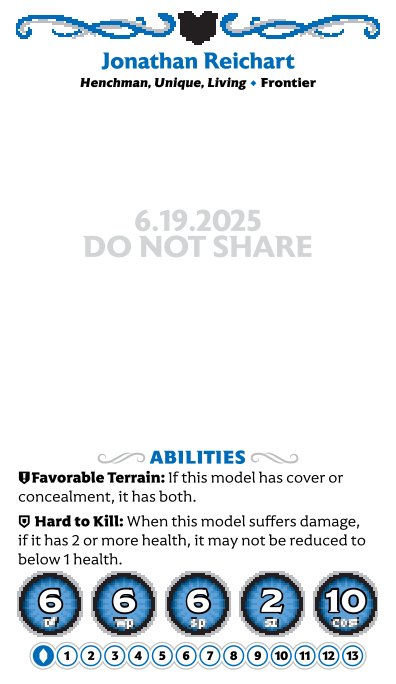 Jonathan Reichart
Henchman, Unique, Living ⬥ Frontier
6.19.2025
DO NOT SHARE
ABILITIES
Favorable Terrain: If this model has cover or
concealment, it has both.
Hard to Kill: When this model suffers damage,
if it has 2 or more health, it may not be reduced to
below 1 health.
6 6 6 2 10
df wp sp sz cost
1 2 3 4 5 6 7 8 9 10 11 12 13